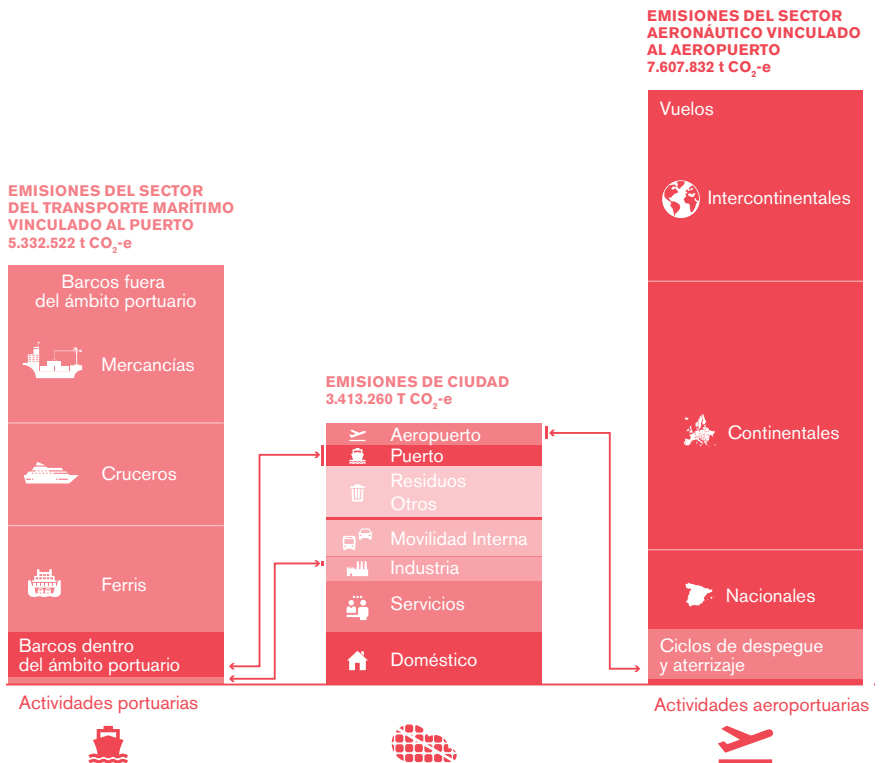 EMISIONES DEL SECTOR
DEL TRANSPORTE MARÍTIMO
VINCULADO AL PUERTO
5.332.522 t CO₂-e
Barcos fuera
del ámbito portuario
Mercancías
Cruceros
Ferris
Barcos dentro
del ámbito portuario
Actividades portuarias
EMISIONES DE CIUDAD
3.413.260 T CO₂-e
Aeropuerto
Puerto
Residuos
Otros
Movilidad Interna
Industria
Servicios
Doméstico
EMISIONES DEL SECTOR
AERONÁUTICO VINCULADO
AL AEROPUERTO
7.607.832 t CO₂-e
Vuelos
Intercontinentales
Continentales
Nacionales
Ciclos de despegue
y aterrizaje
Actividades aeroportuarias